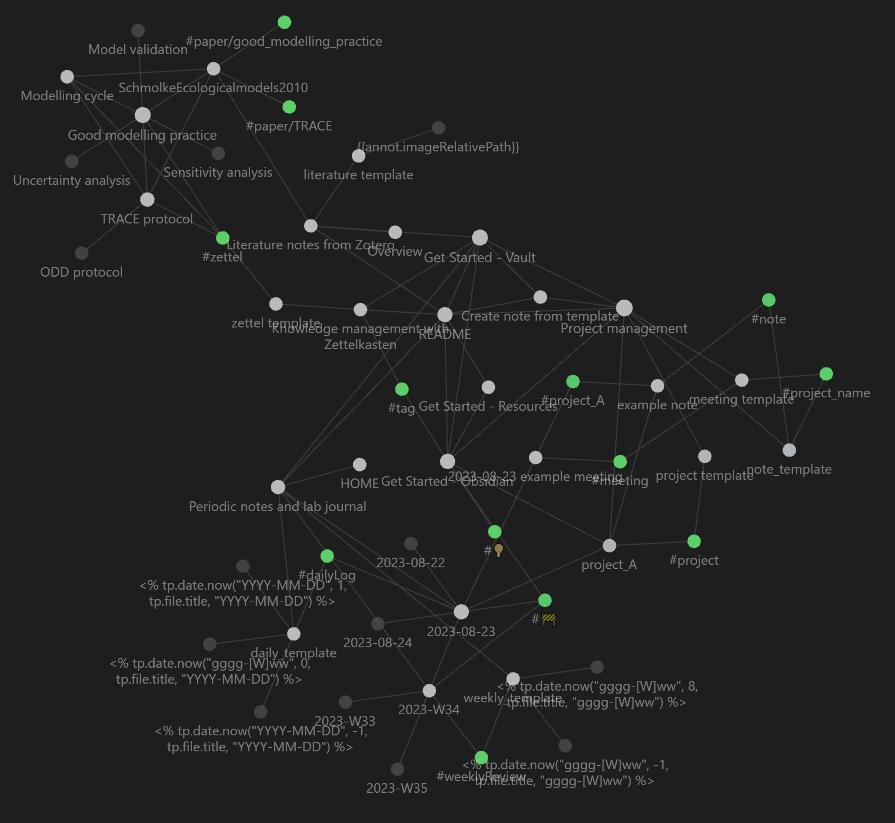 #paper/good_modelling_practice
Model validation
SchmolkeEcologicalmodels2010
Modelling cycle
#paper/TRACE
Good modelling practice
{{annot.imageRelativePath}}
Sensitivity analysis
literature template
Uncertainty analysis
TRACE protocol
Literature notes from Zotero
Overview
#zettel
Get Started - Vault
ODD protocol
zettel template
Knowledge management with
Zettelkasten
README
Create note from template
Project management
#note
#tag
Get Started - Resources
#project_A
example note
meeting template
#project_name
HOME
Get Started - Obsidian
2023-08-23 example meeting
#meeting
project template
note_template
Periodic notes and lab journal
#💡
2023-08-22
project_A
#project
#dailyLog
<% tp.date.now("YYYY-MM-DD", 1,
tp.file.title, "YYYY-MM-DD") %>
2023-08-24
2023-08-23
#🚧
daily_template
<% tp.date.now("gggg-[W]ww", 0,
tp.file.title, "YYYY-MM-DD") %>
2023-W33
2023-W34
weekly_template
<% tp.date.now("gggg-[W]ww", 8,
tp.file.title, "gggg-[W]ww") %>
<% tp.date.now("YYYY-MM-DD", -1,
tp.file.title, "YYYY-MM-DD") %>
2023-W35
#weeklyReview
<% tp.date.now("gggg-[W]ww", -1,
tp.file.title, "gggg-[W]ww") %>